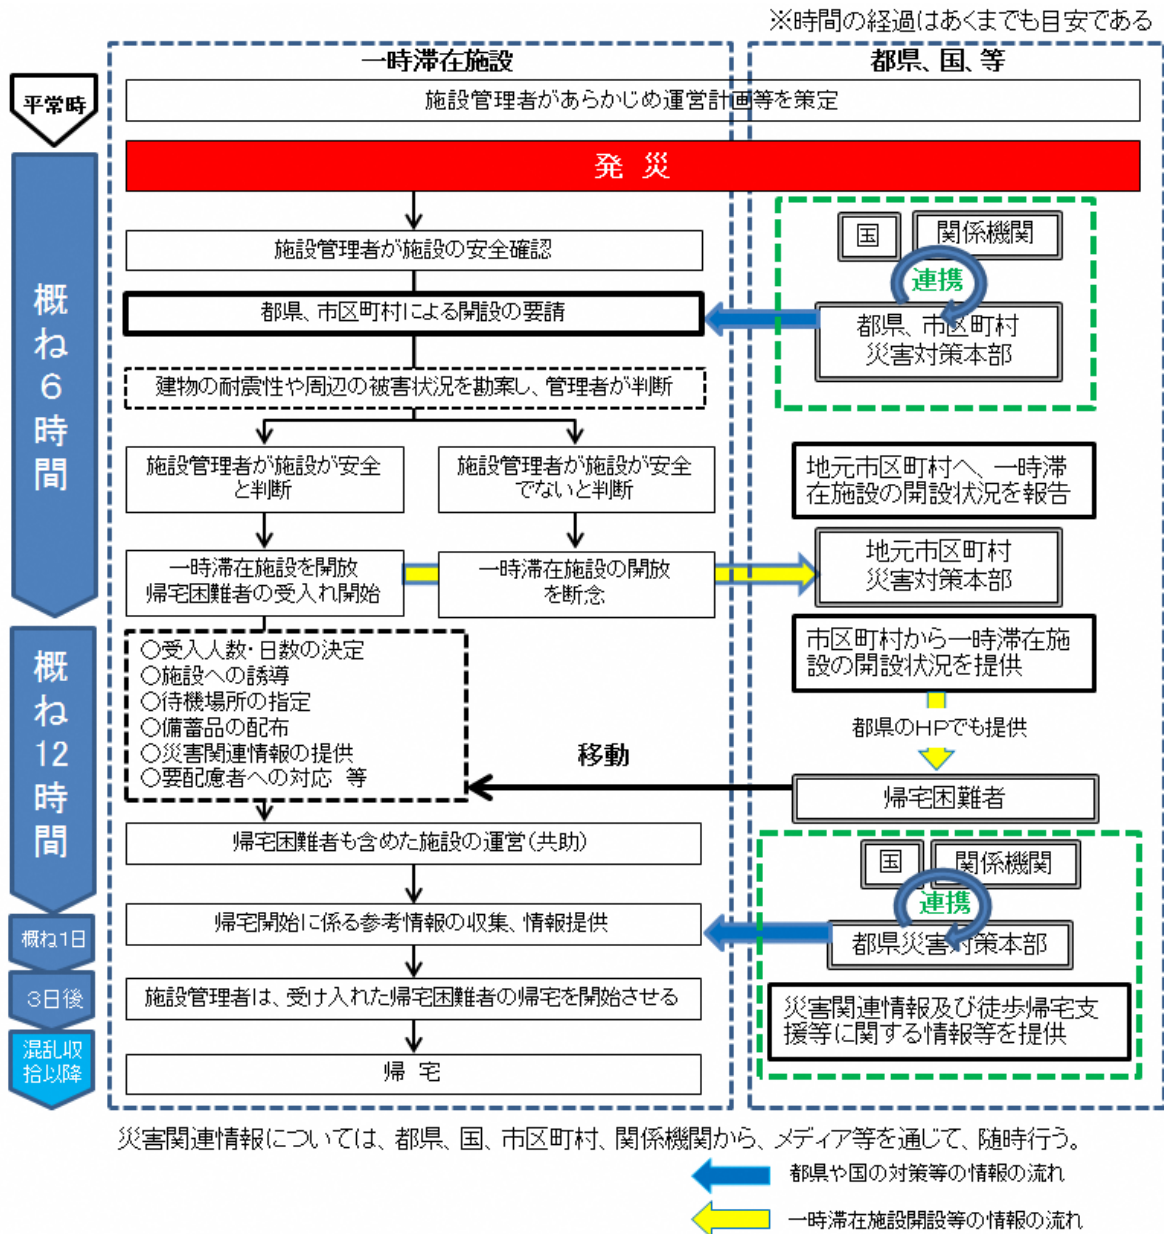 ※時間の経過はあくまでも目安である
一時滞在施設
都県、国、等
平常時
施設管理者があらかじめ運営計画等を策定
発 災
概ね6時間
施設管理者が施設の安全確認
国
関係機関
連携
都県、市区町村による開設の要請
都県、市区町村
災害対策本部
建物の耐震性や周辺の被害状況を勘案し、管理者が判断
施設管理者が施設が安全
と判断
施設管理者が施設が安全
でないと判断
地元市区町村へ、一時滞
在施設の開設状況を報告
一時滞在施設を開放
帰宅困難者の受入れ開始
一時滞在施設の開放
を断念
地元市区町村
災害対策本部
概ね12時間
○受入人数・日数の決定
○施設への誘導
○待機場所の指定
○備蓄品の配布
○災害関連情報の提供
○要配慮者への対応 等
市区町村から一時滞在施
設の開設状況を提供
都県のHPでも提供
移動
帰宅困難者
帰宅困難者も含めた施設の運営(共助)
国
関係機関
連携
概ね1日
帰宅開始に係る参考情報の収集、情報提供
都県災害対策本部
3日後
施設管理者は、受け入れた帰宅困難者の帰宅を開始させる
災害関連情報及び徒歩帰宅支
援等に関する情報等を提供
混乱収
拾以降
帰 宅
災害関連情報については、都県、国、市区町村、関係機関から、メディア等を通じて、随時行う。
都県や国の対策等の情報の流れ
一時滞在施設開設等の情報の流れ